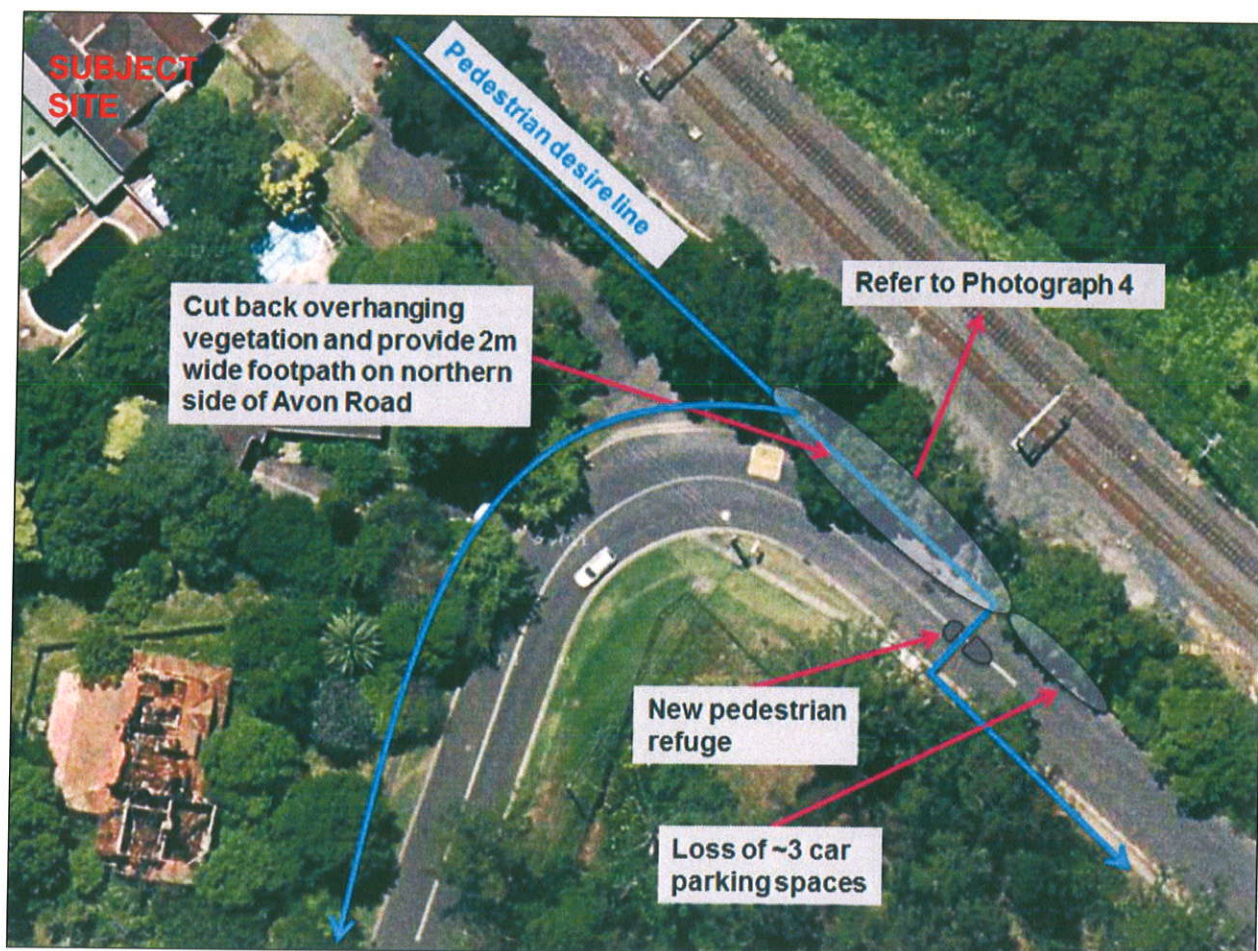 SUBJECT
SITE
Pedestrian desire line
Refer to Photograph 4
Cut back overhanging
vegetation and provide 2m
wide footpath on northern
side of Avon Road
New pedestrian
refuge
Loss of ~3 car
parking spaces